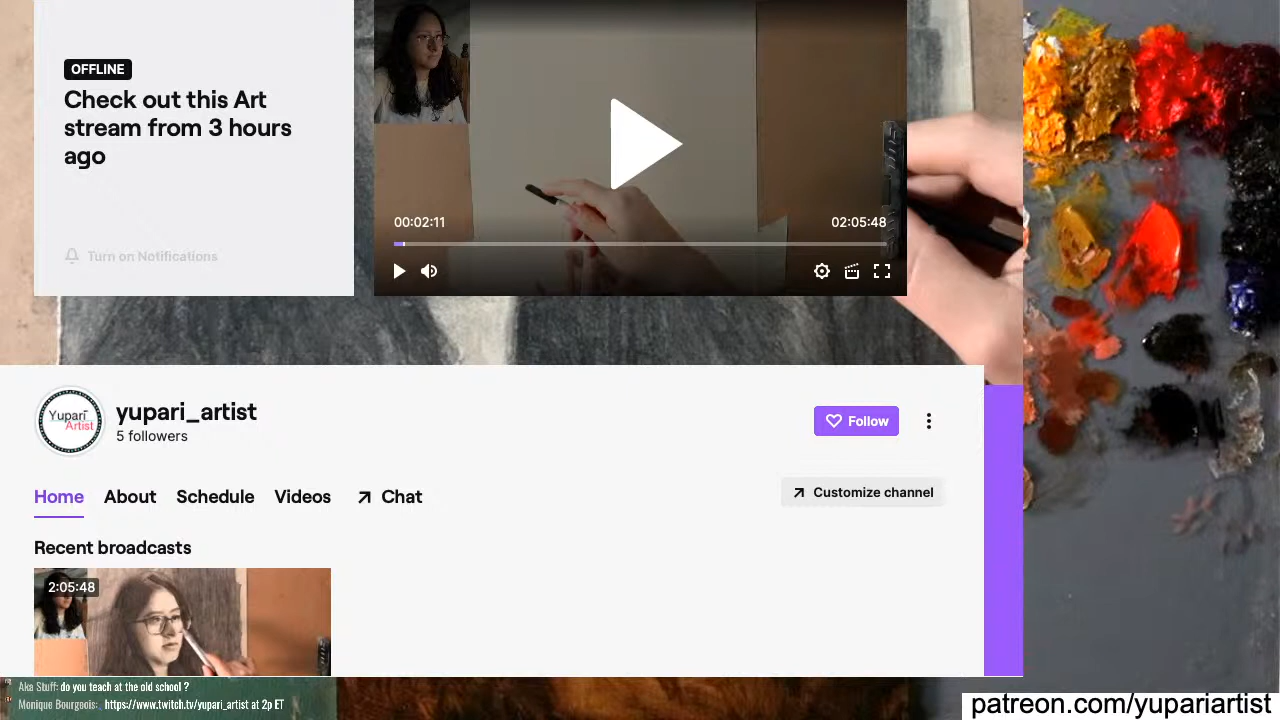 OFFLINE
Check out this Art
stream from 3 hours
ago
Turn on Notifications
00:02:11
02:05:48
Yupari
Artist
yupari_artist
5 followers
Follow
Home
About
Schedule
Videos
Chat
Customize channel
Recent broadcasts
2:05:48
Aka Stuff: do you teach at the old school ?
Monique Bourgeois: https://www.twitch.tv/yupari_artist at 2p ET
patreon.com/yupariartist